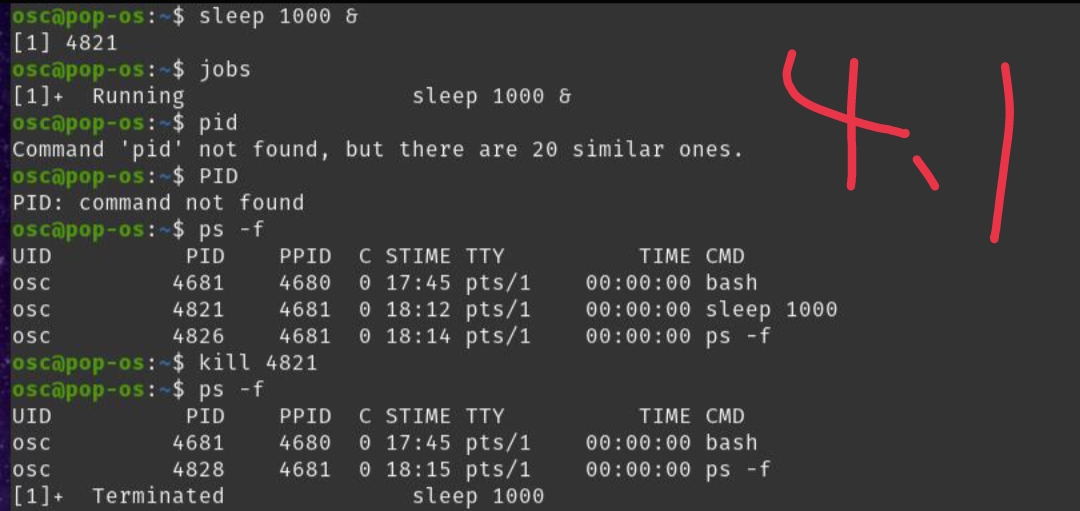 osc@pop-os:~$ sleep 1000 &
[1] 4821
osc@pop-os:~$ jobs
[1]+  Running                 sleep 1000 &
osc@pop-os:~$ pid
Command 'pid' not found, but there are 20 similar ones.
osc@pop-os:~$ PID
PID: command not found
osc@pop-os:~$ ps -f
UID          PID    PPID  C STIME TTY          TIME CMD
osc         4681    4680  0 17:45 pts/1    00:00:00 bash
osc         4821    4681  0 18:12 pts/1    00:00:00 sleep 1000
osc         4826    4681  0 18:14 pts/1    00:00:00 ps -f
osc@pop-os:~$ kill 4821
osc@pop-os:~$ ps -f
UID          PID    PPID  C STIME TTY          TIME CMD
osc         4681    4680  0 17:45 pts/1    00:00:00 bash
osc         4828    4681  0 18:15 pts/1    00:00:00 ps -f
[1]+  Terminated              sleep 1000
4.1